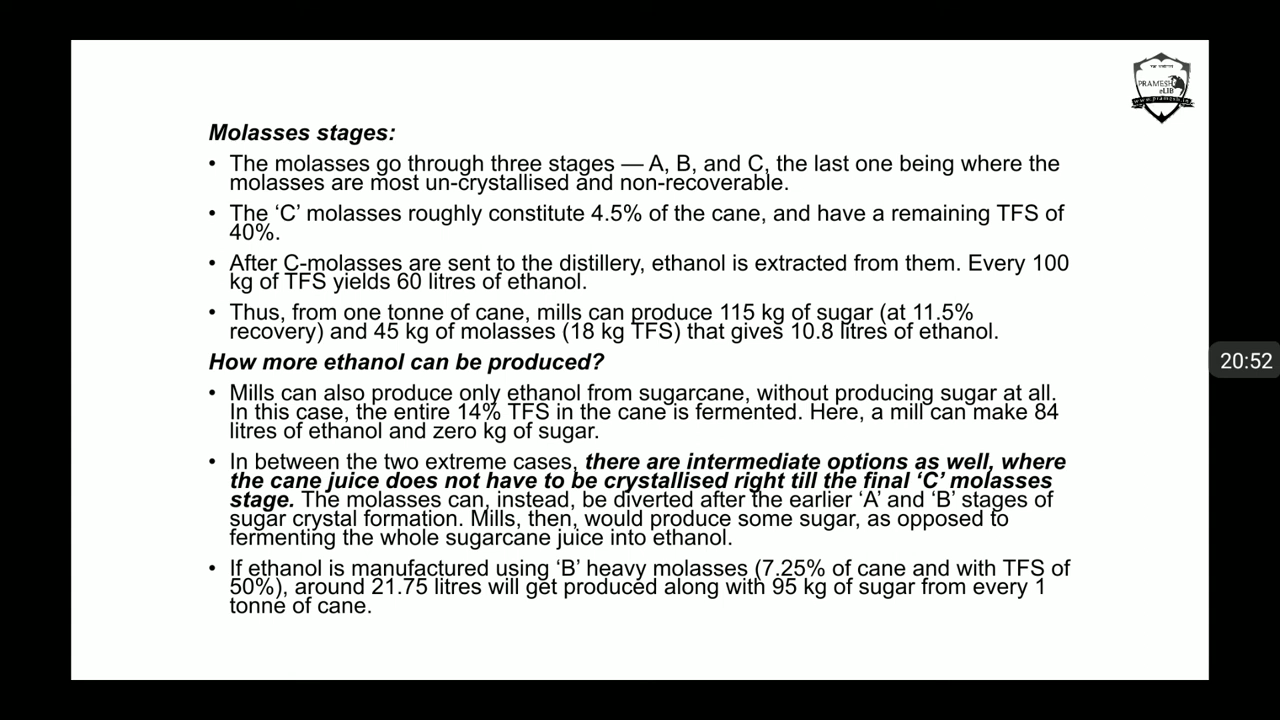 PRAMESH
eLIB
Molasses stages:
• The molasses go through three stages — A, B, and C, the last one being where the
molasses are most un-crystallised and non-recoverable.
• The ‘C’ molasses roughly constitute 4.5% of the cane, and have a remaining TFS of
40%.
• After C-molasses are sent to the distillery, ethanol is extracted from them. Every 100
kg of TFS yields 60 litres of ethanol.
• Thus, from one tonne of cane, mills can produce 115 kg of sugar (at 11.5%
recovery) and 45 kg of molasses (18 kg TFS) that gives 10.8 litres of ethanol.
How more ethanol can be produced?
20:52
• Mills can also produce only ethanol from sugarcane, without producing sugar at all.
In this case, the entire 14% TFS in the cane is fermented. Here, a mill can make 84
litres of ethanol and zero kg of sugar.
• In between the two extreme cases, there are intermediate options as well, where
the cane juice does not have to be crystallised right till the final ‘C’ molasses
stage. The molasses can, instead, be diverted after the earlier ‘A’ and ‘B’ stages of
sugar crystal formation. Mills, then, would produce some sugar, as opposed to
fermenting the whole sugarcane juice into ethanol.
• If ethanol is manufactured using ‘B’ heavy molasses (7.25% of cane and with TFS of
50%), around 21.75 litres will get produced along with 95 kg of sugar from every 1
tonne of cane.